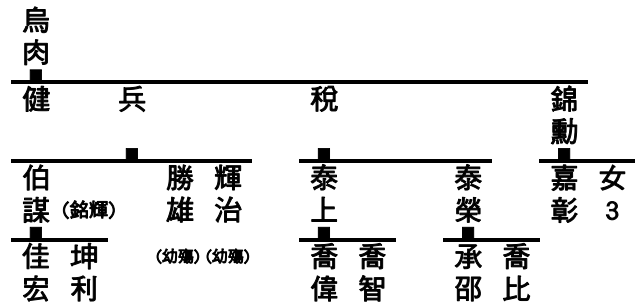 烏肉
健 兵 稅 錦勳
伯謀 (銘輝) 勝雄 輝治 泰上 泰榮 嘉彰 女3
佳宏 坤利 (幼殤) (幼殤) 喬偉 喬智 承邵 喬比